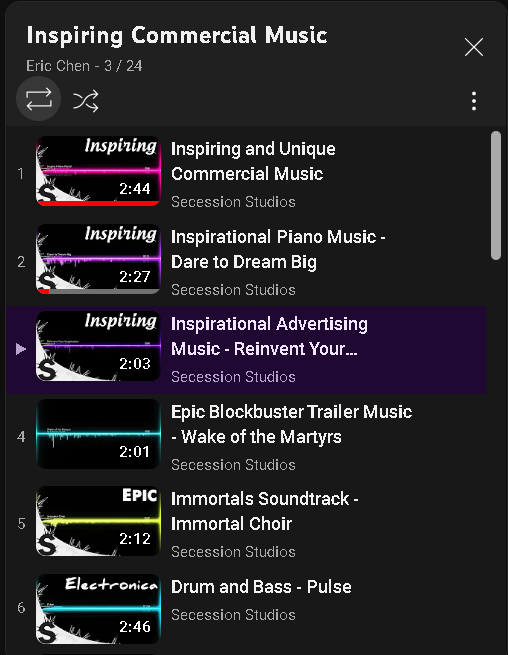 Inspiring Commercial Music
Eric Chen - 3 / 24
Inspiring
1
2:44
S
Inspiring and Unique
Commercial Music
Secession Studios
Inspiring
2
2:27
S
Inspirational Piano Music -
Dare to Dream Big
Secession Studios
Inspiring
2:03
S
Inspirational Advertising
Music - Reinvent Your...
Secession Studios
4
2:01
Epic Blockbuster Trailer Music
- Wake of the Martyrs
Secession Studios
EPIC
5
2:12
S
Immortals Soundtrack -
Immortal Choir
Secession Studios
Electronica
6
2:46
S
Drum and Bass - Pulse
Secession Studios